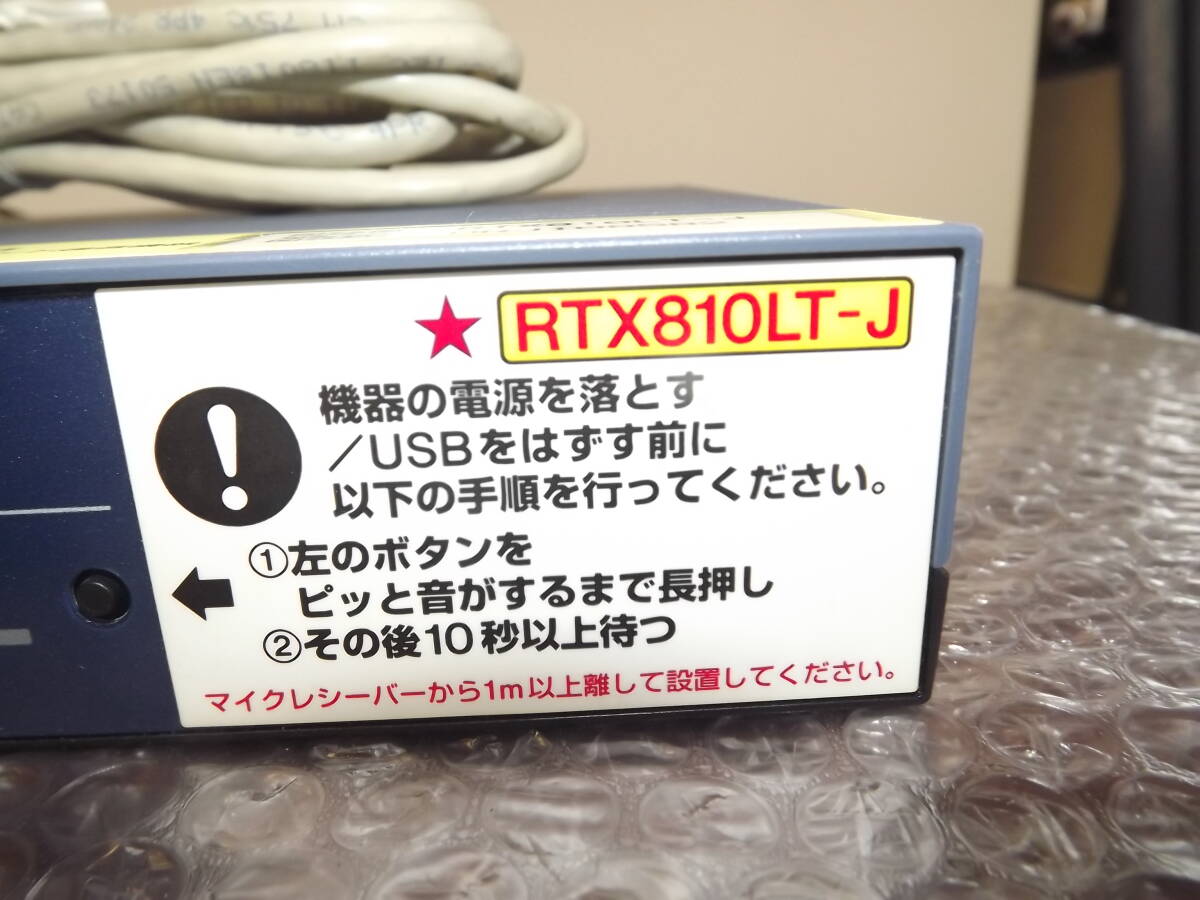 75℃
★ RTX810LT-J
機器の電源を落とす
/USBをはずす前に
以下の手順を行ってください。
①左のボタンを
ピッと音がするまで長押し
②その後10秒以上待つ
マイクレシーバーから1m以上離して設置してください。